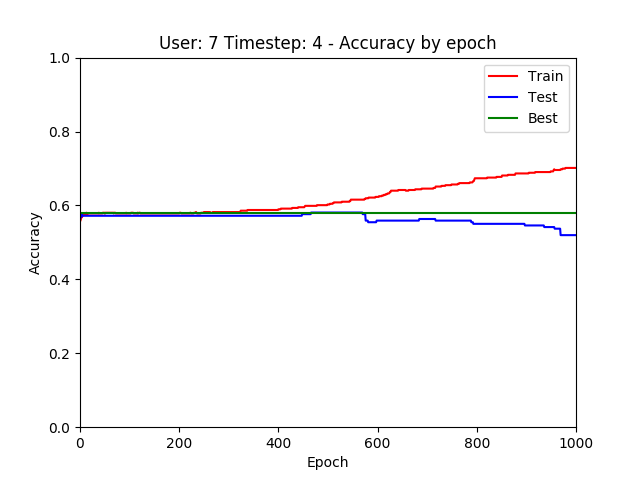 User: 7 Timestep: 4 - Accuracy by epoch
1.0
0.8
0.6
0.4
0.2
0.0
Accuracy
Train
Test
Best
0 200 400 600 800 1000
Epoch